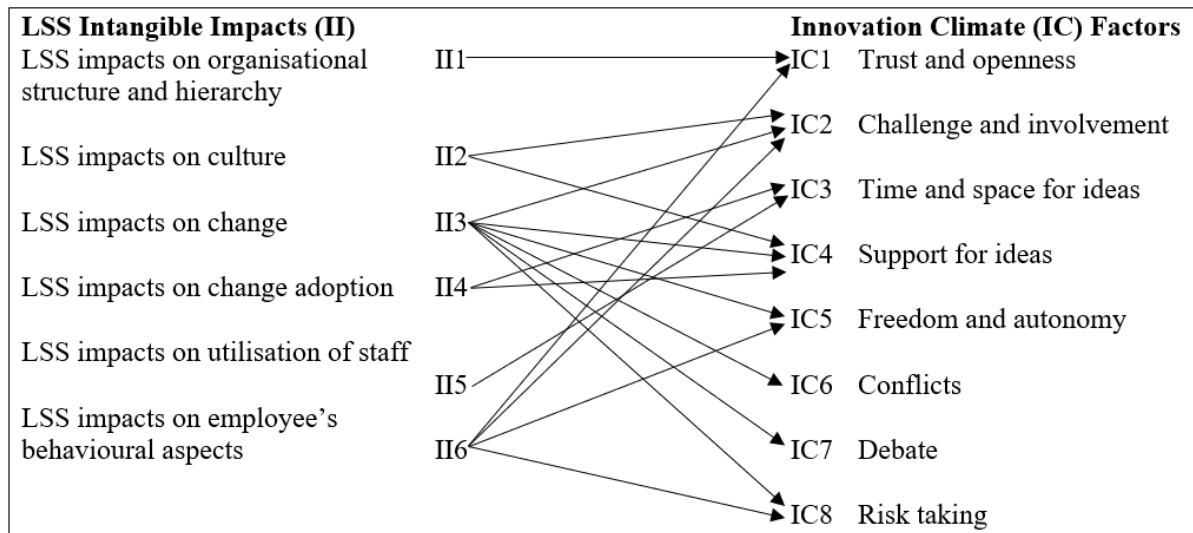 LSS Intangible Impacts (II) Innovation Climate (IC) Factors
LSS impacts on organisational II1 IC1 Trust and openness
structure and hierarchy
IC2 Challenge and involvement
LSS impacts on culture II2
IC3 Time and space for ideas
LSS impacts on change II3
IC4 Support for ideas
LSS impacts on change adoption II4
IC5 Freedom and autonomy
LSS impacts on utilisation of staff
II5 IC6 Conflicts
LSS impacts on employee’s
behavioural aspects II6 IC7 Debate
IC8 Risk taking